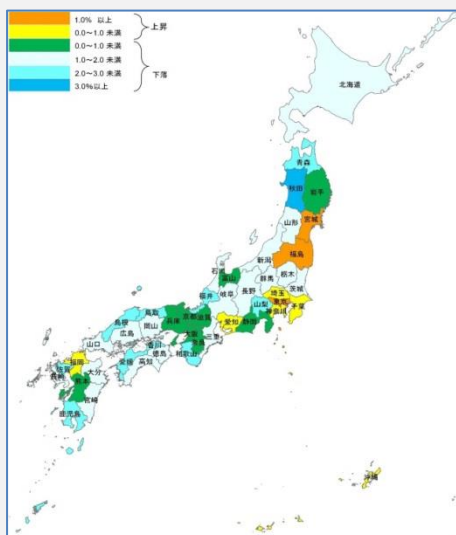 1.0% 以上
0.0～1.0 未満
上昇
0.0～1.0 未満
1.0～2.0 未満
2.0～3.0 未満
3.0%以上
下落
北海道
青森
秋田
岩手
山形
宮城
福島
新潟
石川
富山
群馬
栃木
茨城
長野
岐阜
福井
埼玉
東京
千葉
山梨
神奈川
愛知
静岡
鳥取
島根
岡山
広島
兵庫
京都
滋賀
大阪
奈良
三重
和歌山
山口
香川
徳島
愛媛
高知
福岡
佐賀
長崎
大分
熊本
宮崎
鹿児島
沖縄